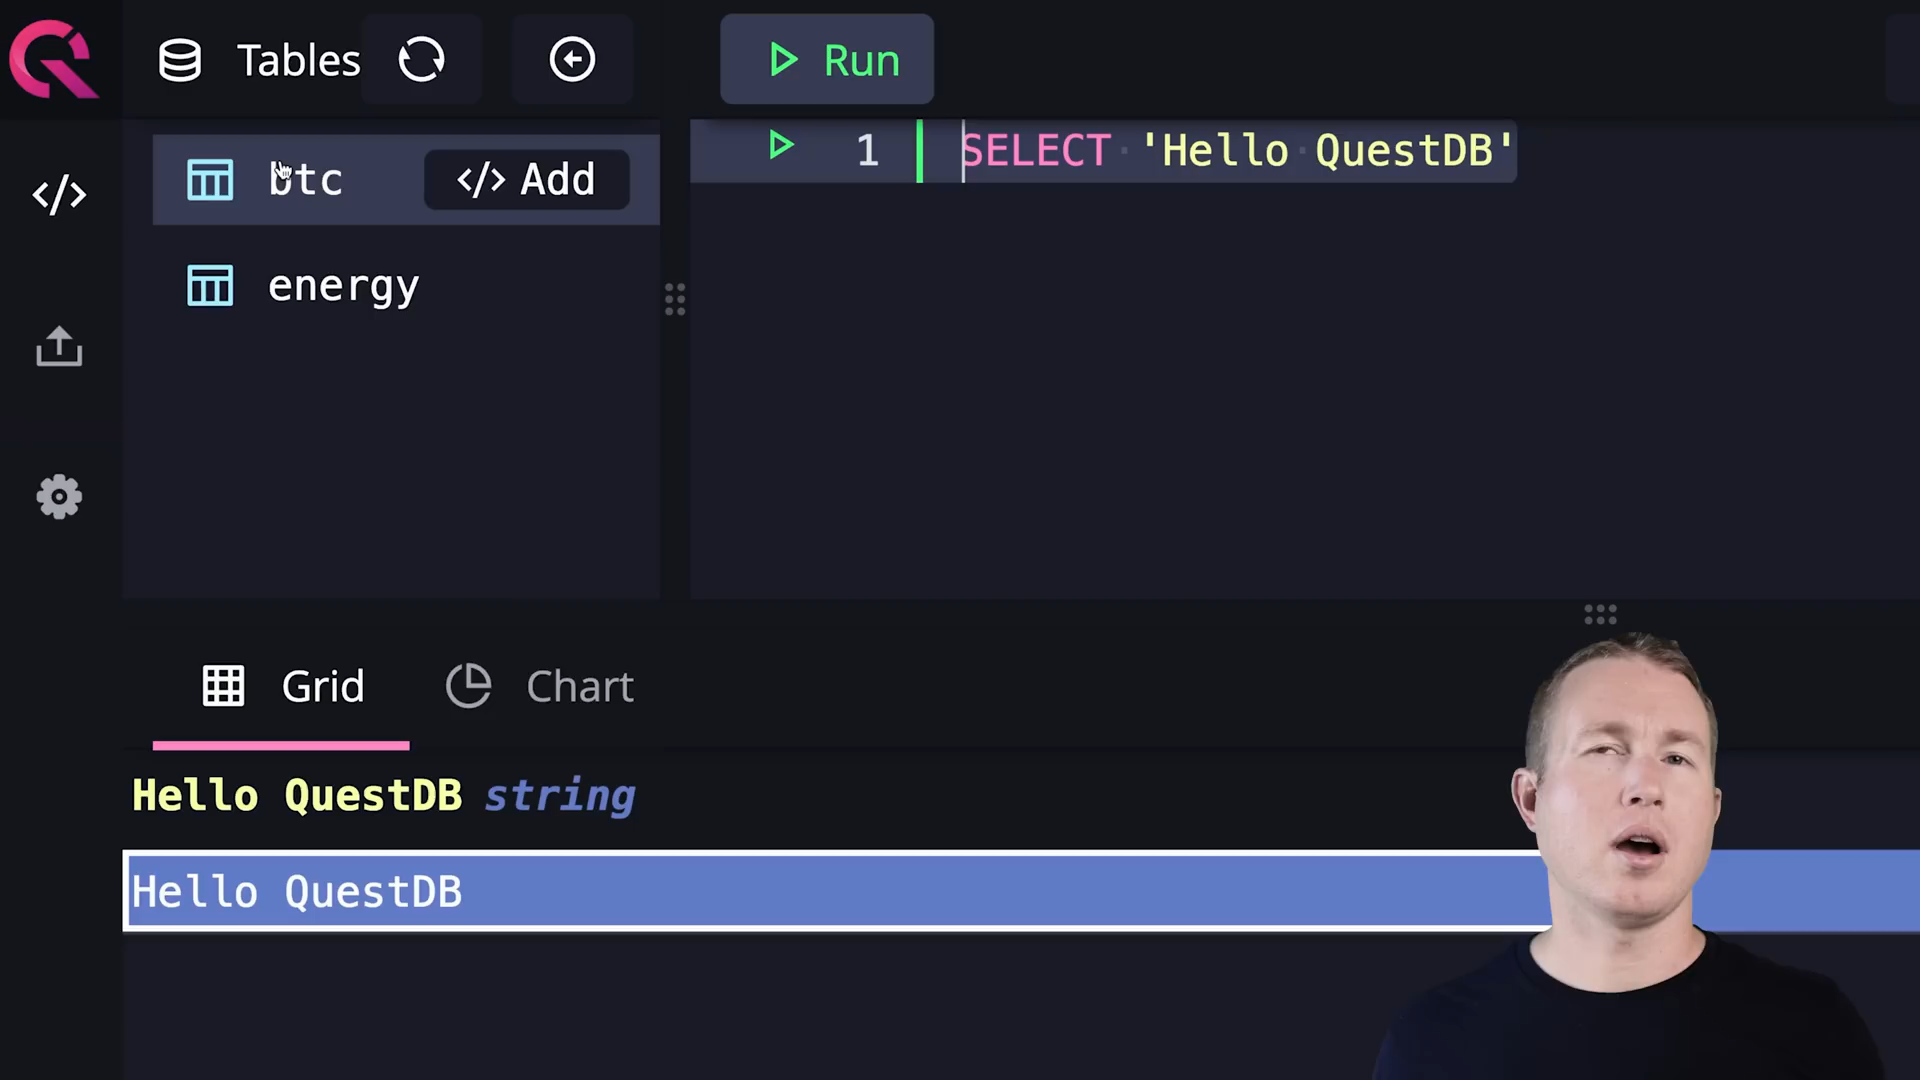 Tables
Run
btc
</> Add
energy
1 SELECT 'Hello QuestDB'
Grid
Chart
Hello QuestDB string
Hello QuestDB